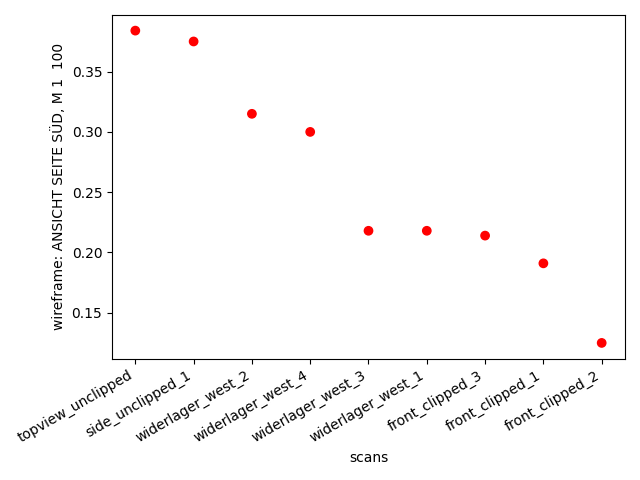 wireframe: ANSICHT SEITE SÜD, M 1  100
0.35
0.30
0.25
0.20
0.15
topview_unclipped
side_unclipped_1
widerlager_west_2
widerlager_west_4
widerlager_west_3
widerlager_west_1
front_clipped_3
front_clipped_1
front_clipped_2
scans